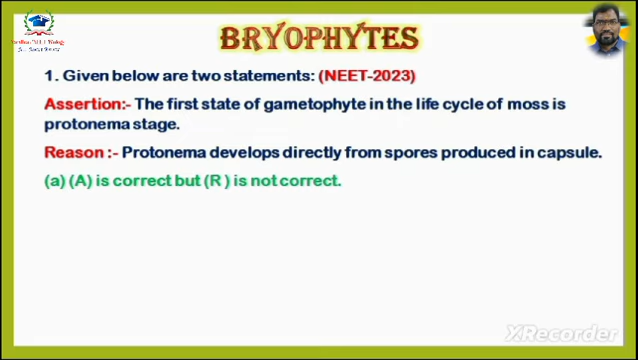 BRYOPHYTES
1. Given below are two statements: (NEET-2023)
Assertion:- The first state of gametophyte in the life cycle of moss is
protonema stage.
Reason :- Protonema develops directly from spores produced in capsule.
(a) (A) is correct but (R ) is not correct.
XRecorder